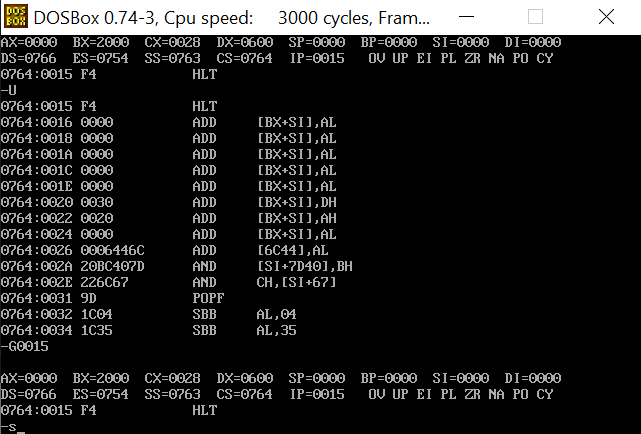 DOSBox 0.74-3, Cpu speed:    3000 cycles, Fram...
AX=0000  BX=2000  CX=0028  DX=0600  SP=0000  BP=0000  SI=0000  DI=0000
DS=0766  ES=0754  SS=0763  CS=0764  IP=0015   OV UP EI PL ZR NA PO CY
0764:0015 F4            HLT
-U
0764:0015 F4            HLT
0764:0016 0000          ADD     [BX+SI],AL
0764:0018 0000          ADD     [BX+SI],AL
0764:001A 0000          ADD     [BX+SI],AL
0764:001C 0000          ADD     [BX+SI],AL
0764:001E 0000          ADD     [BX+SI],AL
0764:0020 0030          ADD     [BX+SI],DH
0764:0022 0020          ADD     [BX+SI],AH
0764:0024 0000          ADD     [BX+SI],AL
0764:0026 0006446C      ADD     [6C44],AL
0764:002A 20BC407D      AND     [SI+7D40],BH
0764:002E 226C67        AND     CH,[SI+67]
0764:0031 9D            POPF
0764:0032 1C04          SBB     AL,04
0764:0034 1C35          SBB     AL,35
-G0015
AX=0000  BX=2000  CX=0028  DX=0600  SP=0000  BP=0000  SI=0000  DI=0000
DS=0766  ES=0754  SS=0763  CS=0764  IP=0015   OV UP EI PL ZR NA PO CY
0764:0015 F4            HLT
-s_